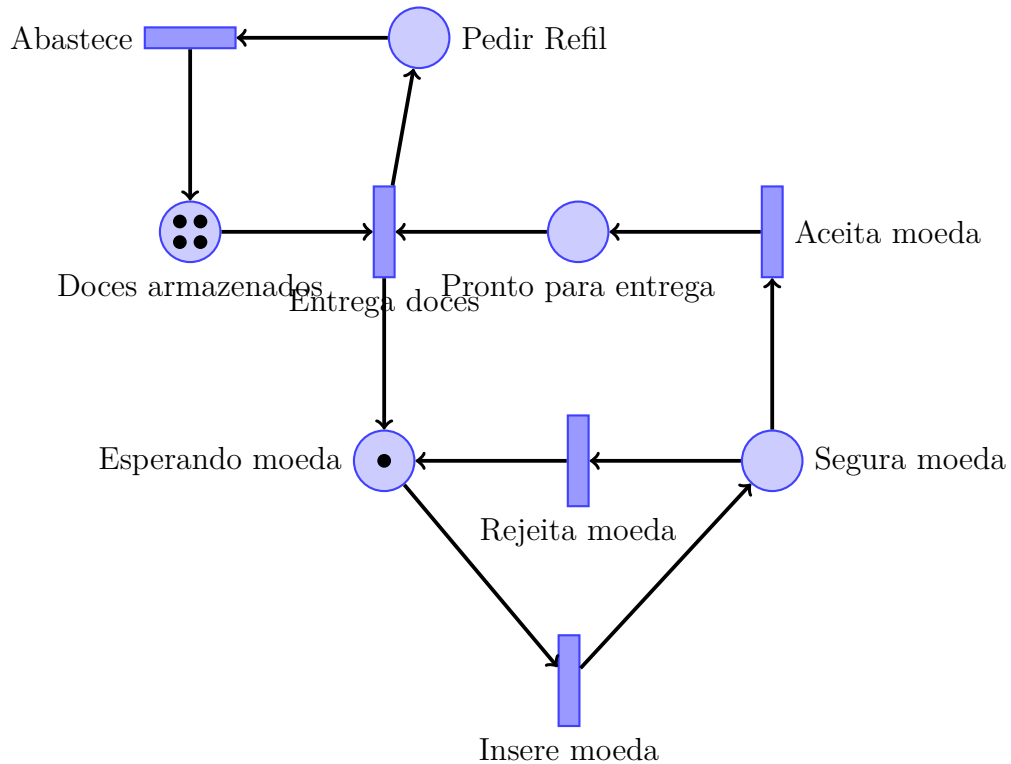 Abastece
Pedir Refil
Aceita moeda
Doces armazenados
Entrega doces
Pronto para entrega
Esperando moeda
Segura moeda
Rejeita moeda
Insere moeda